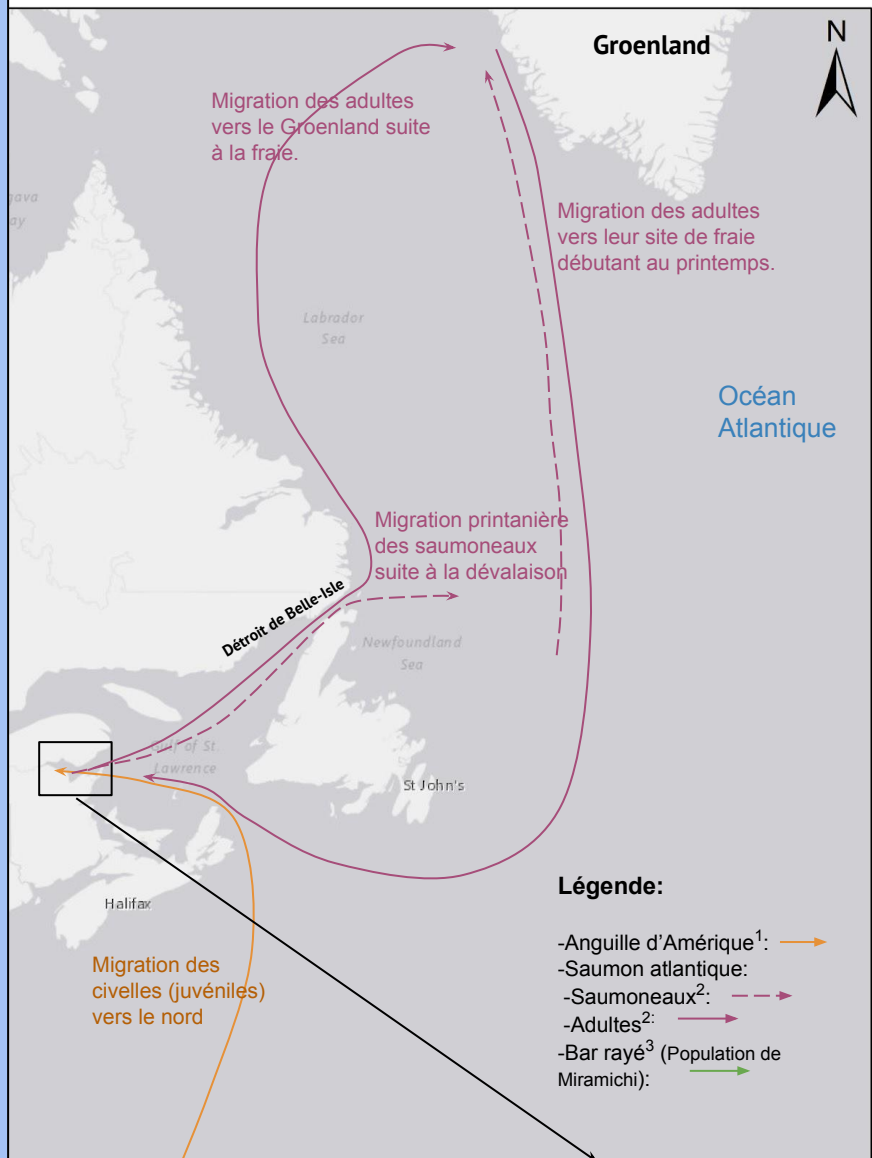 Groenland
N
Migration des adultes
vers le Groenland suite
à la fraie.
gava
ay
Migration des adultes
vers leur site de fraie
débutant au printemps.
Labrador
Sea
Océan
Atlantique
Migration printanière
des saumoneaux
suite à la dévalaison
Détroit de Belle-Isle
Newfoundland
Sea
Gulf of St.
Lawrence
St John's
Halifax
Migration des
civelles (juvéniles)
vers le nord
Légende:
-Anguille d'Amérique1:
-Saumon atlantique:
-Saumoneaux2:
-Adultes2:
-Bar rayé3 (Population de
Miramichi):